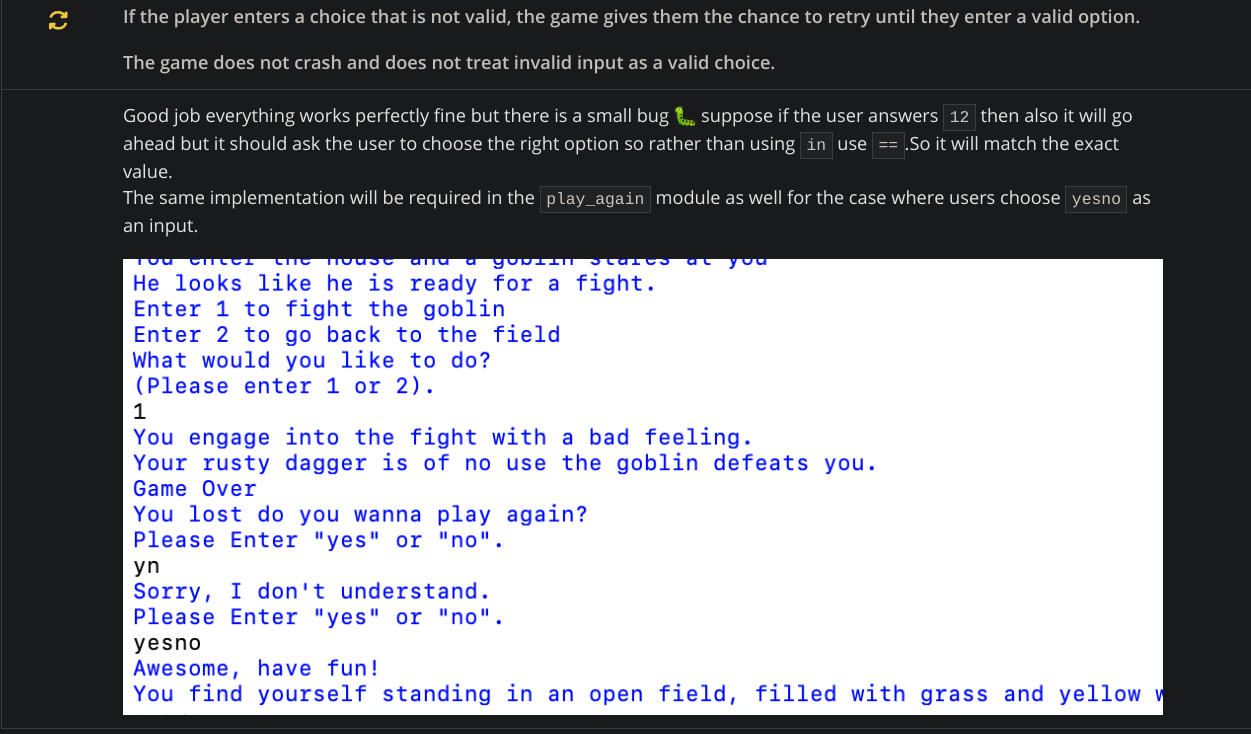 If the player enters a choice that is not valid, the game gives them the chance to retry until they enter a valid option.
The game does not crash and does not treat invalid input as a valid choice.
Good job everything works perfectly fine but there is a small bug 🐛 suppose if the user answers 12 then also it will go
ahead but it should ask the user to choose the right option so rather than using in use ==.So it will match the exact
value.
The same implementation will be required in the play_again module as well for the case where users choose yesno as
an input.
You enter the house and a goblin stares at you
He looks like he is ready for a fight.
Enter 1 to fight the goblin
Enter 2 to go back to the field
What would you like to do?
(Please enter 1 or 2).
1
You engage into the fight with a bad feeling.
Your rusty dagger is of no use the goblin defeats you.
Game Over
You lost do you wanna play again?
Please Enter "yes" or "no".
yn
Sorry, I don't understand.
Please Enter "yes" or "no".
yesno
Awesome, have fun!
You find yourself standing in an open field, filled with grass and yellow